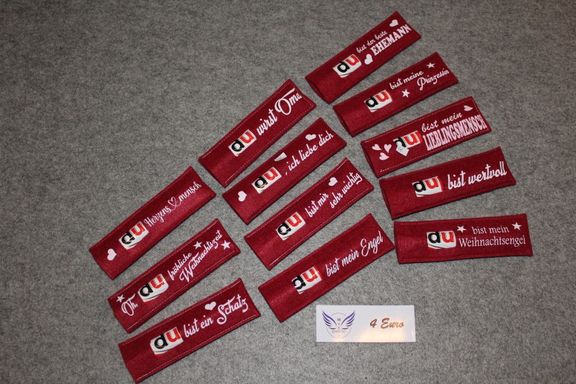 du bist der beste
EHEMANN
du bist meine
Prinzessin
du bist mein
LIEBLINGSMENSCH
du bist wertvoll
du bist mein
Weihnachtsengel
du wirst Oma
du, ich liebe dich
du bist mir
sehr wichtig
du bist mein Engel
du Herzensmensch
Oh, du fröhliche
Weihnachtszeit
du bist ein Schatz
4 Euro